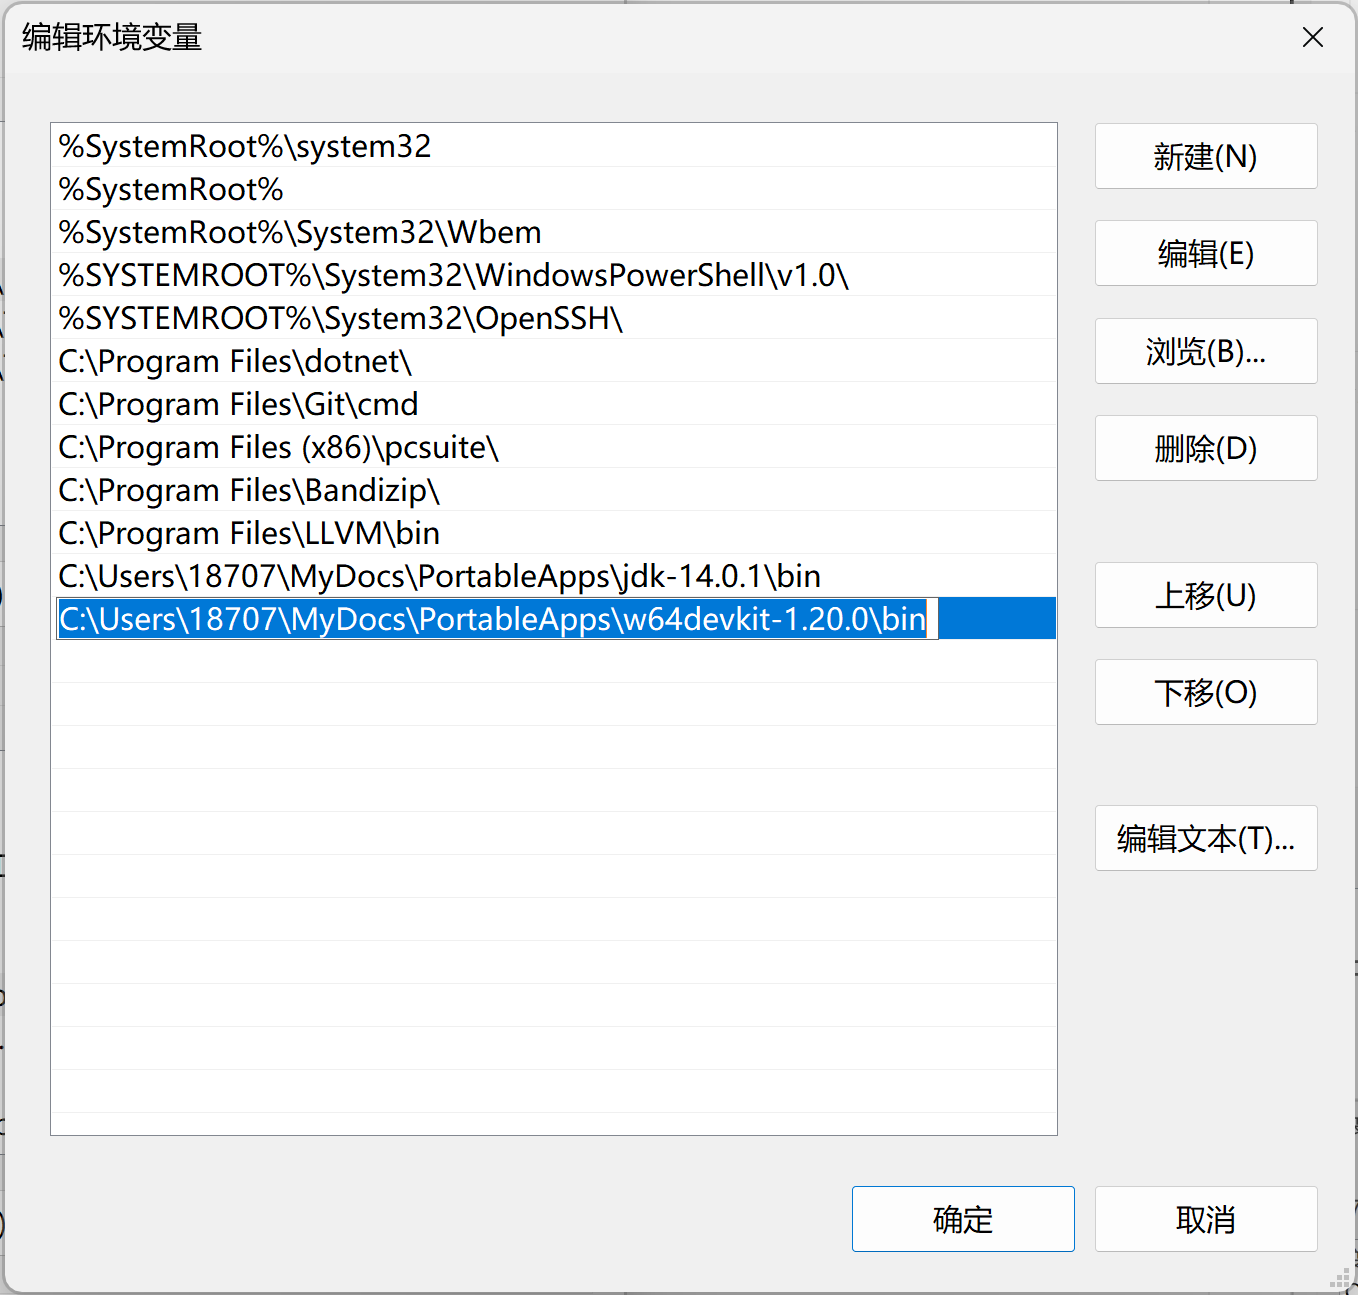 编辑环境变量
%SystemRoot%\system32
%SystemRoot%
%SystemRoot%\System32\Wbem
%SYSTEMROOT%\System32\WindowsPowerShell\v1.0\
%SYSTEMROOT%\System32\OpenSSH\
C:\Program Files\dotnet\
C:\Program Files\Git\cmd
C:\Program Files (x86)\pcsuite\
C:\Program Files\Bandizip\
C:\Program Files\LLVM\bin
C:\Users\18707\MyDocs\PortableApps\jdk-14.0.1\bin
C:\Users\18707\MyDocs\PortableApps\w64devkit-1.20.0\bin
新建(N)
编辑(E)
浏览(B)...
删除(D)
上移(U)
下移(O)
编辑文本(T)...
确定
取消